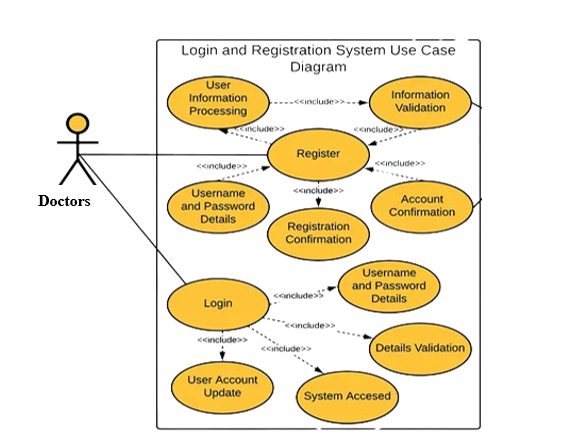 Login and Registration System Use Case
Diagram
User
Information
Processing
<<include>>
Information
Validation
<<include>>
<<include>>
Register
Doctors
<<include>>
<<include>>
<<include>>
Username
and Password
Details
Account
Confirmation
Registration
Confirmation
Username
and Password
Details
Login
<<include>>
<<include>>
Details Validation
<<include>>
<<include>>
User Account
Update
System Accesed